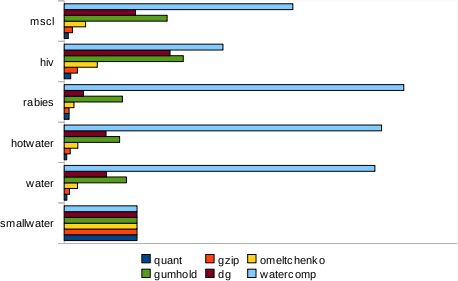 mscl
hiv
rabies
hotwater
water
smallwater
quant gzip omeltchenko
gumhold dg watercomp